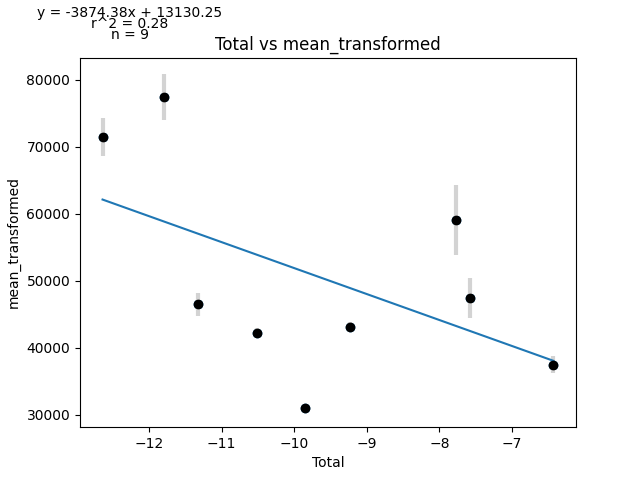 y = -3874.38x + 13130.25
r^2 = 0.28
n = 9
Total vs mean_transformed
mean_transformed
80000
70000
60000
50000
40000
30000
−12
−11
−10
−9
−8
−7
Total